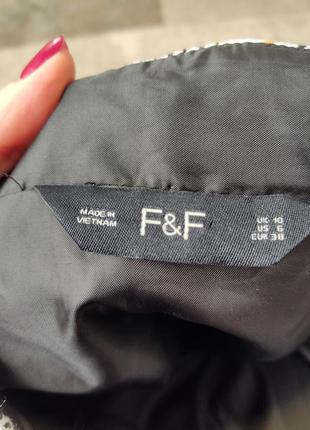 MADE IN
VIETNAM
F&F
UK 10
US 6
EUR 38